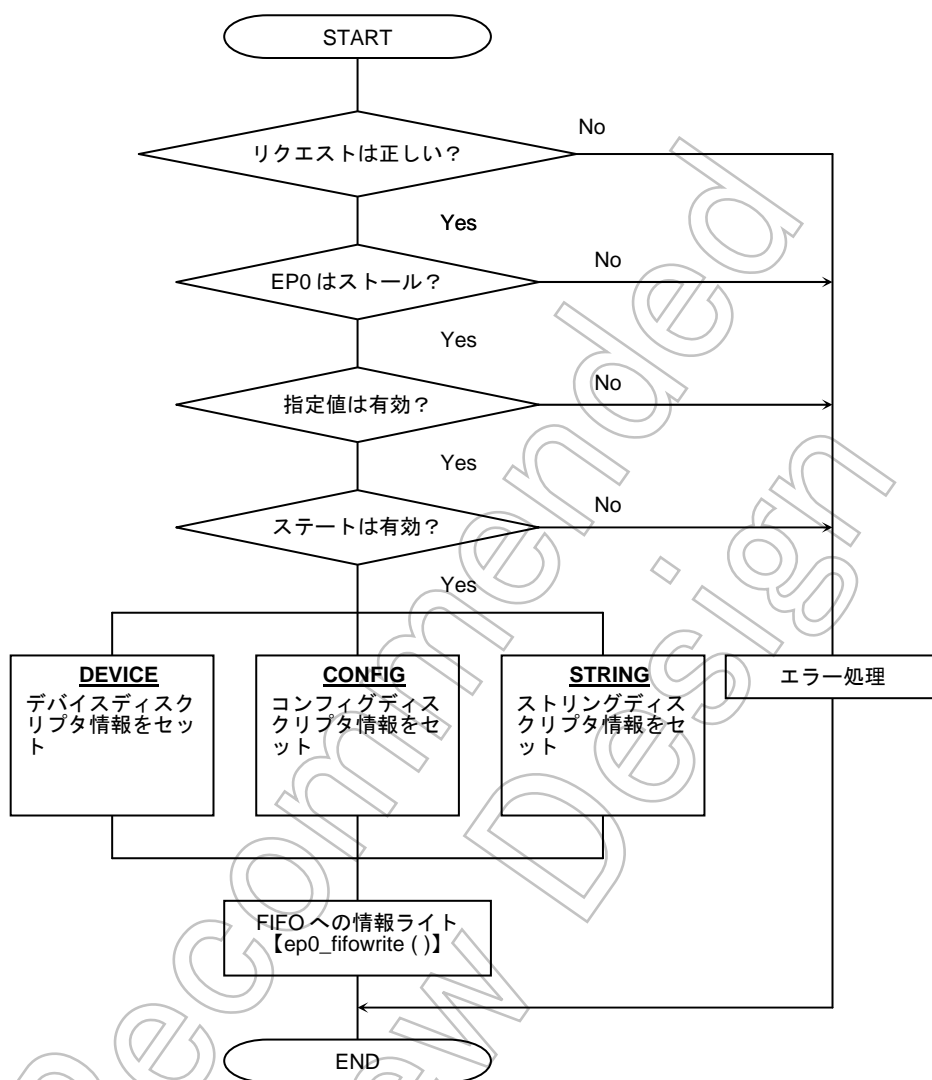 START
リクエストは正しい？
No
Yes
EP0 はストール？
No
Yes
指定値は有効？
No
Yes
ステートは有効？
No
Yes
DEVICE
デバイスディスク
リプタ情報をセッ
ト
CONFIG
コンフィグディス
クリプタ情報をセ
ット
STRING
ストリングディス
クリプタ情報をセ
ット
エラー処理
FIFO への情報ライト
【ep0_fifowrite ( )】
END
Recommended
Design